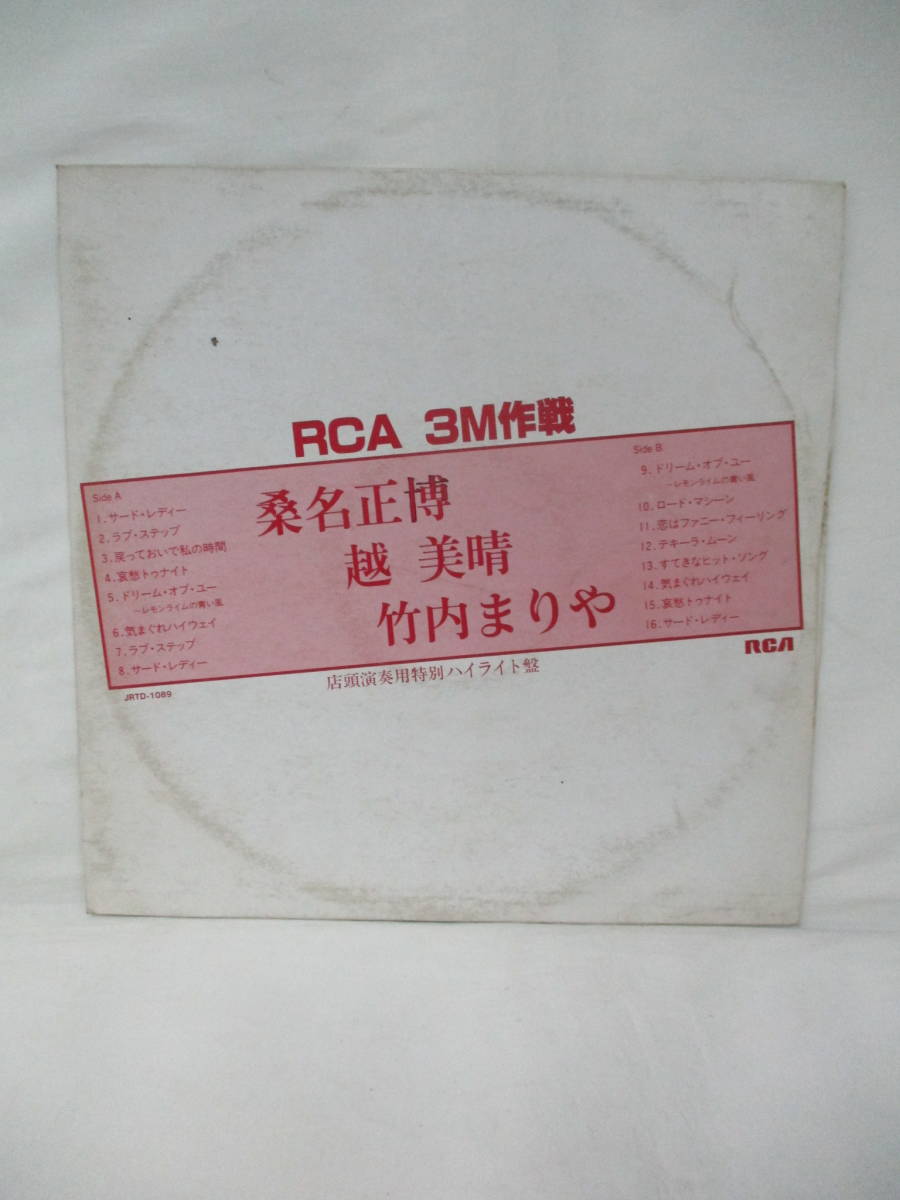 RCA 3M作戦
Side A
1. サード・レディー
2. ラブ・ステップ
3. 戻っておいで私の時間
4. 哀愁トゥナイト
5. ドリーム・オブ・ユー
～レモンライムの青い風
6. 気まぐれハイウェイ
7. ラブ・ステップ
8. サード・レディー
桑名正博
越 美晴
竹内まりや
Side B
9. ドリーム・オブ・ユー
～レモンライムの青い風
10. ロード・マシーン
11. 恋はファニー・フィーリング
12. テキーラ・ムーン
13. すてきなヒット・ソング
14. 気まぐれハイウェイ
15. 哀愁トゥナイト
16. サード・レディー
JRTD-1089
店頭演奏用特別ハイライト盤
RCA